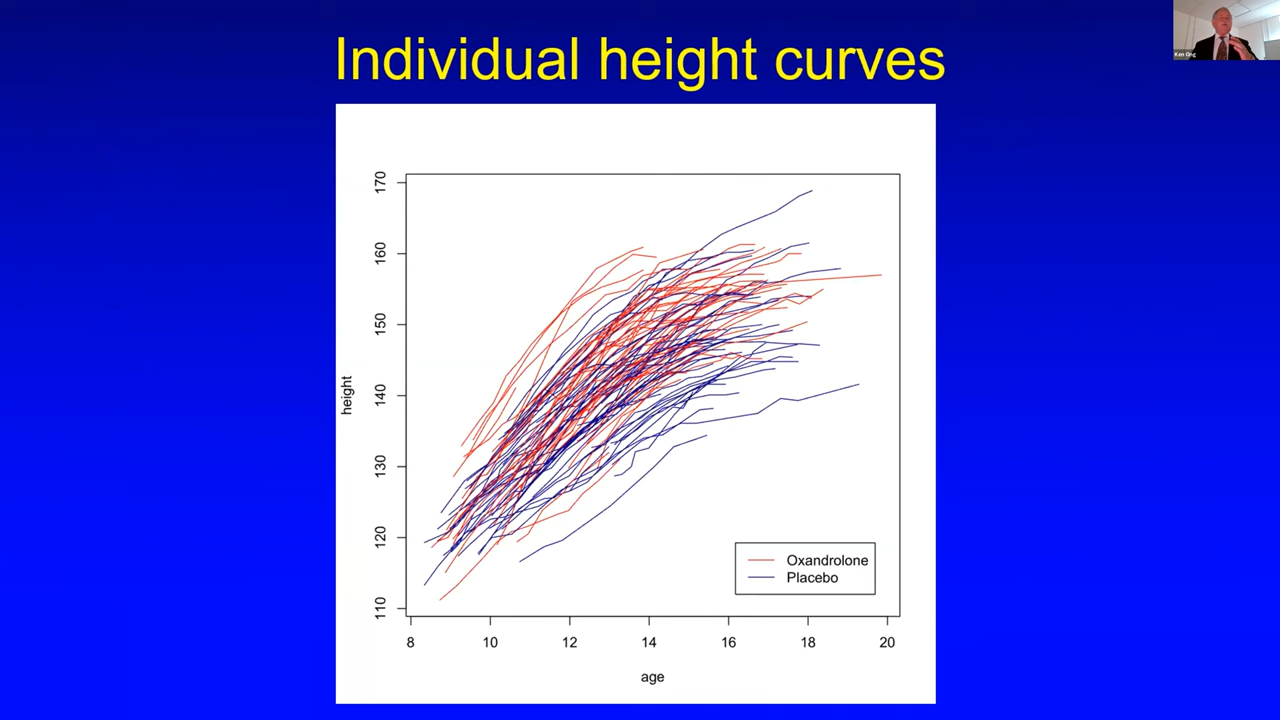 Individual height curves
Ken Ong
170
160
150
140
130
120
110
height
8 10 12 14 16 18 20
age
Oxandrolone
Placebo